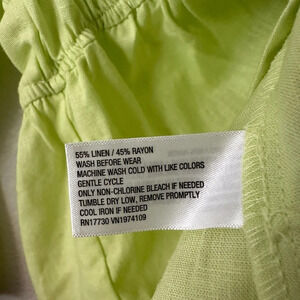 55% LINEN / 45% RAYON
WASH BEFORE WEAR
MACHINE WASH COLD WITH LIKE COLORS
GENTLE CYCLE
ONLY NON-CHLORINE BLEACH IF NEEDED
TUMBLE DRY LOW, REMOVE PROMPTLY
COOL IRON IF NEEDED
RN17730 VN1974109